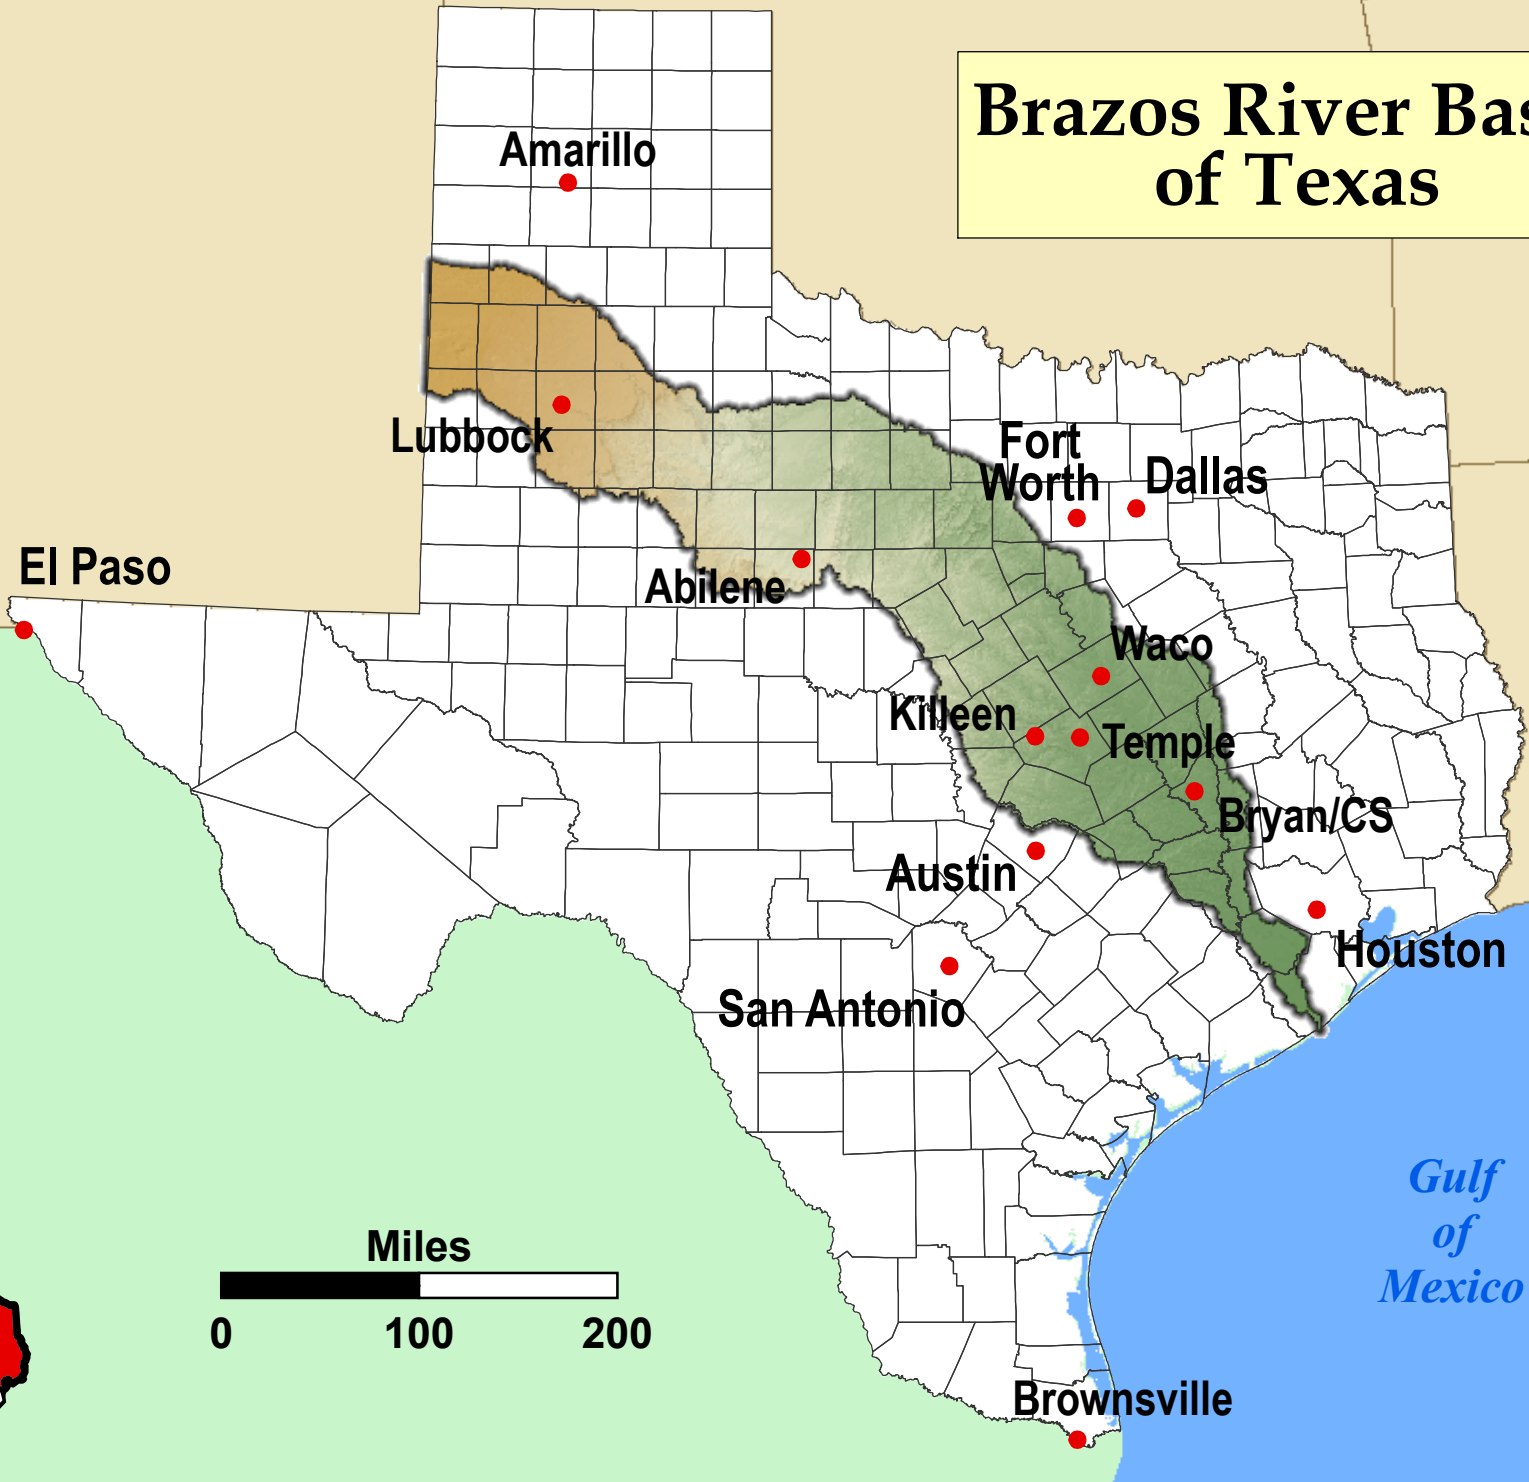 Brazos River Bas
of Texas
Amarillo
Lubbock
Fort
Worth
Dallas
El Paso
Abilene
Waco
Killeen
Temple
Bryan/CS
Austin
Houston
San Antonio
Gulf
of
Mexico
Miles
0 100 200
Brownsville